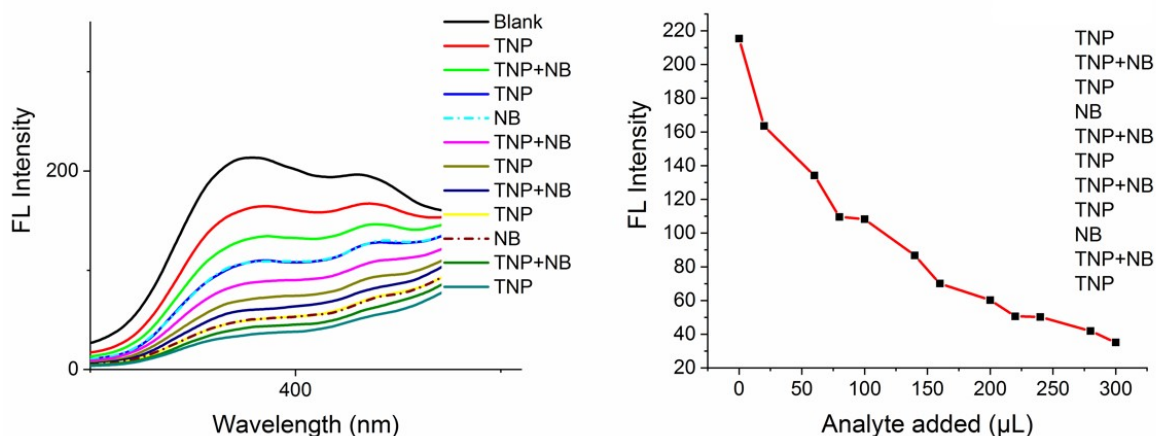 FL Intensity
200
0
400
Wavelength (nm)
Blank
TNP
TNP+NB
TNP
NB
TNP+NB
TNP
TNP+NB
TNP
NB
TNP+NB
TNP
FL Intensity
220
200
180
160
140
120
100
80
60
40
20
0
50
100
150
200
250
300
Analyte added (µL)
TNP
TNP+NB
TNP
NB
TNP+NB
TNP
TNP+NB
TNP
NB
TNP+NB
TNP